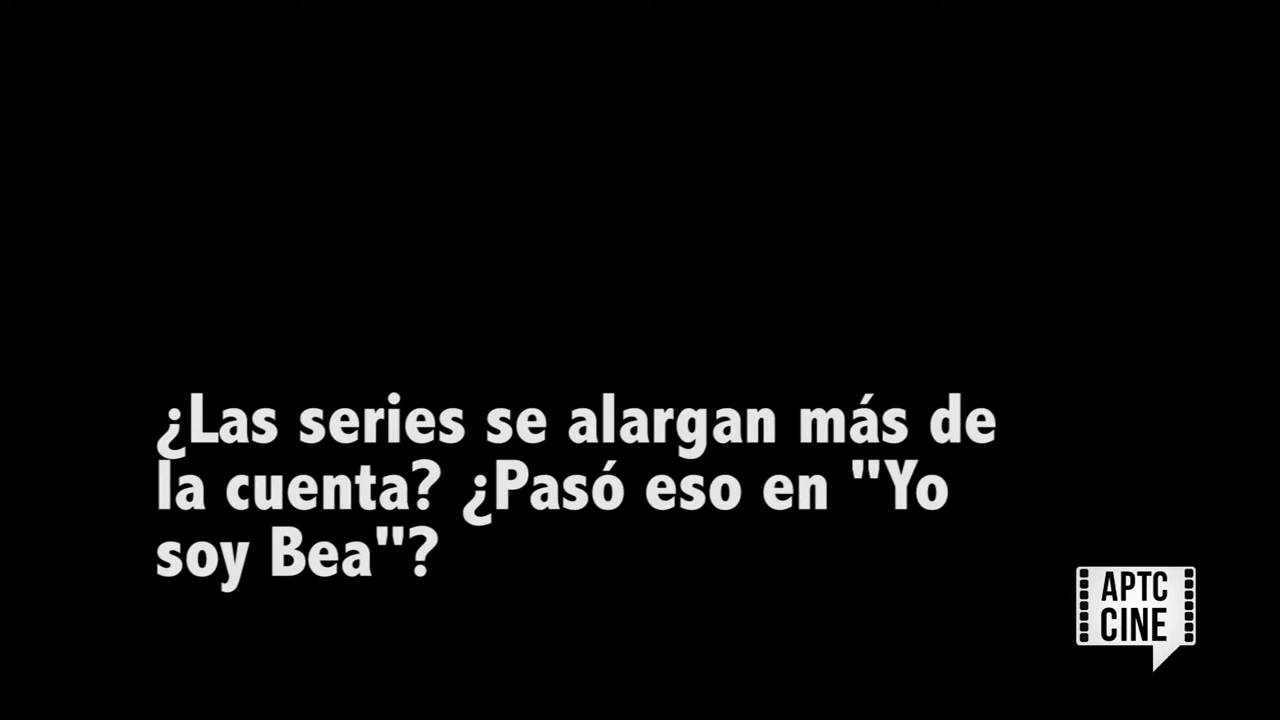 ¿Las series se alargan más de
la cuenta? ¿Pasó eso en "Yo
soy Bea"?
APTC
CINE